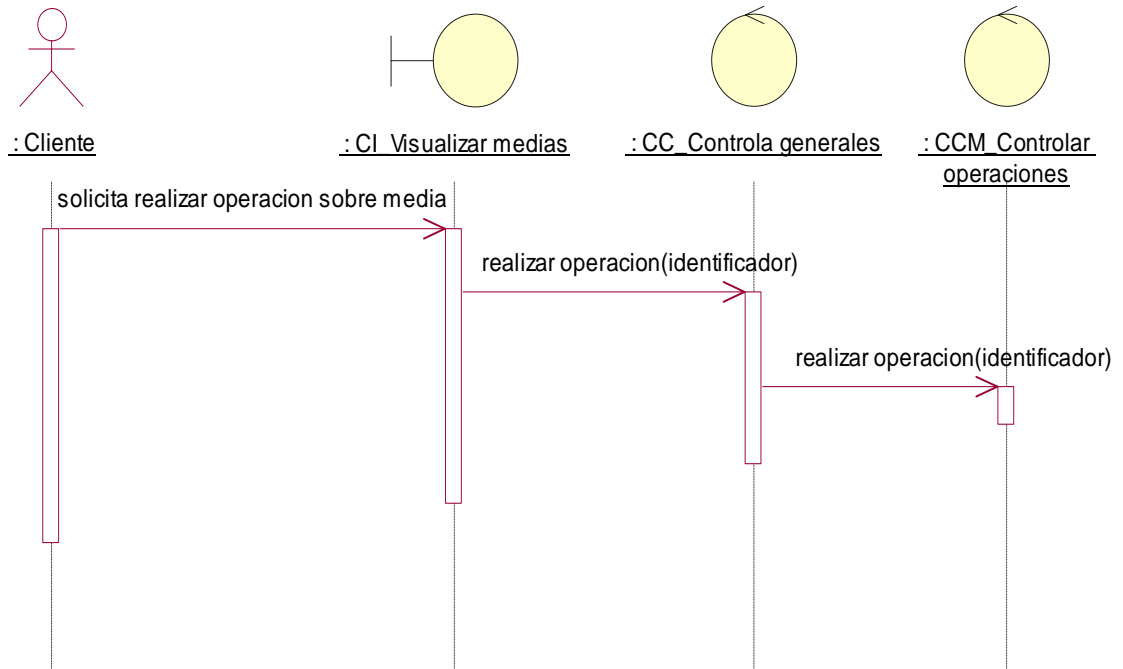 : Cliente
: CI_Visualizar medias
: CC_Controla generales
: CCM_Controlar
operaciones
solicita realizar operacion sobre media
realizar operacion(identificador)
realizar operacion(identificador)